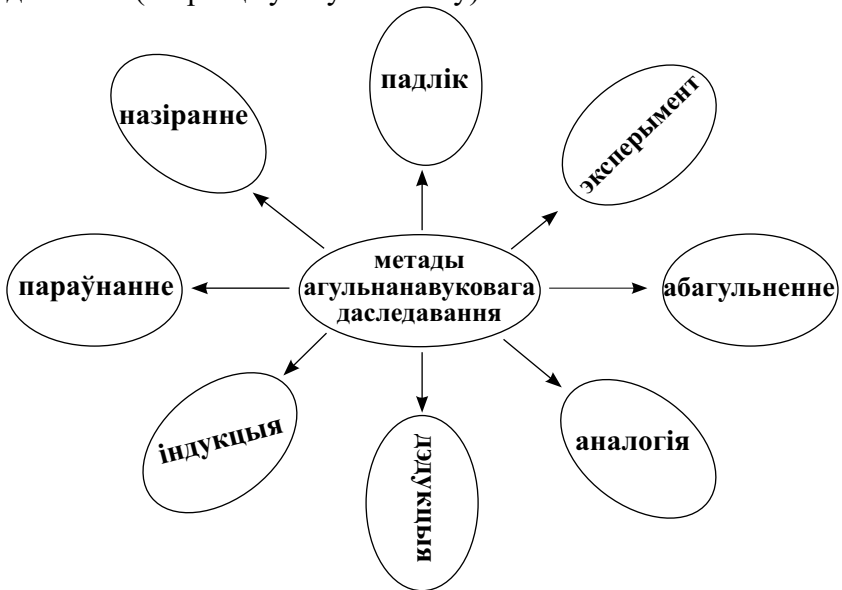 падлік
назіранне
эксперымент
метады
агульнанавуковага
даследавання
параўнанне
абагульненне
індукцыя
аналогія
дэдукцыя